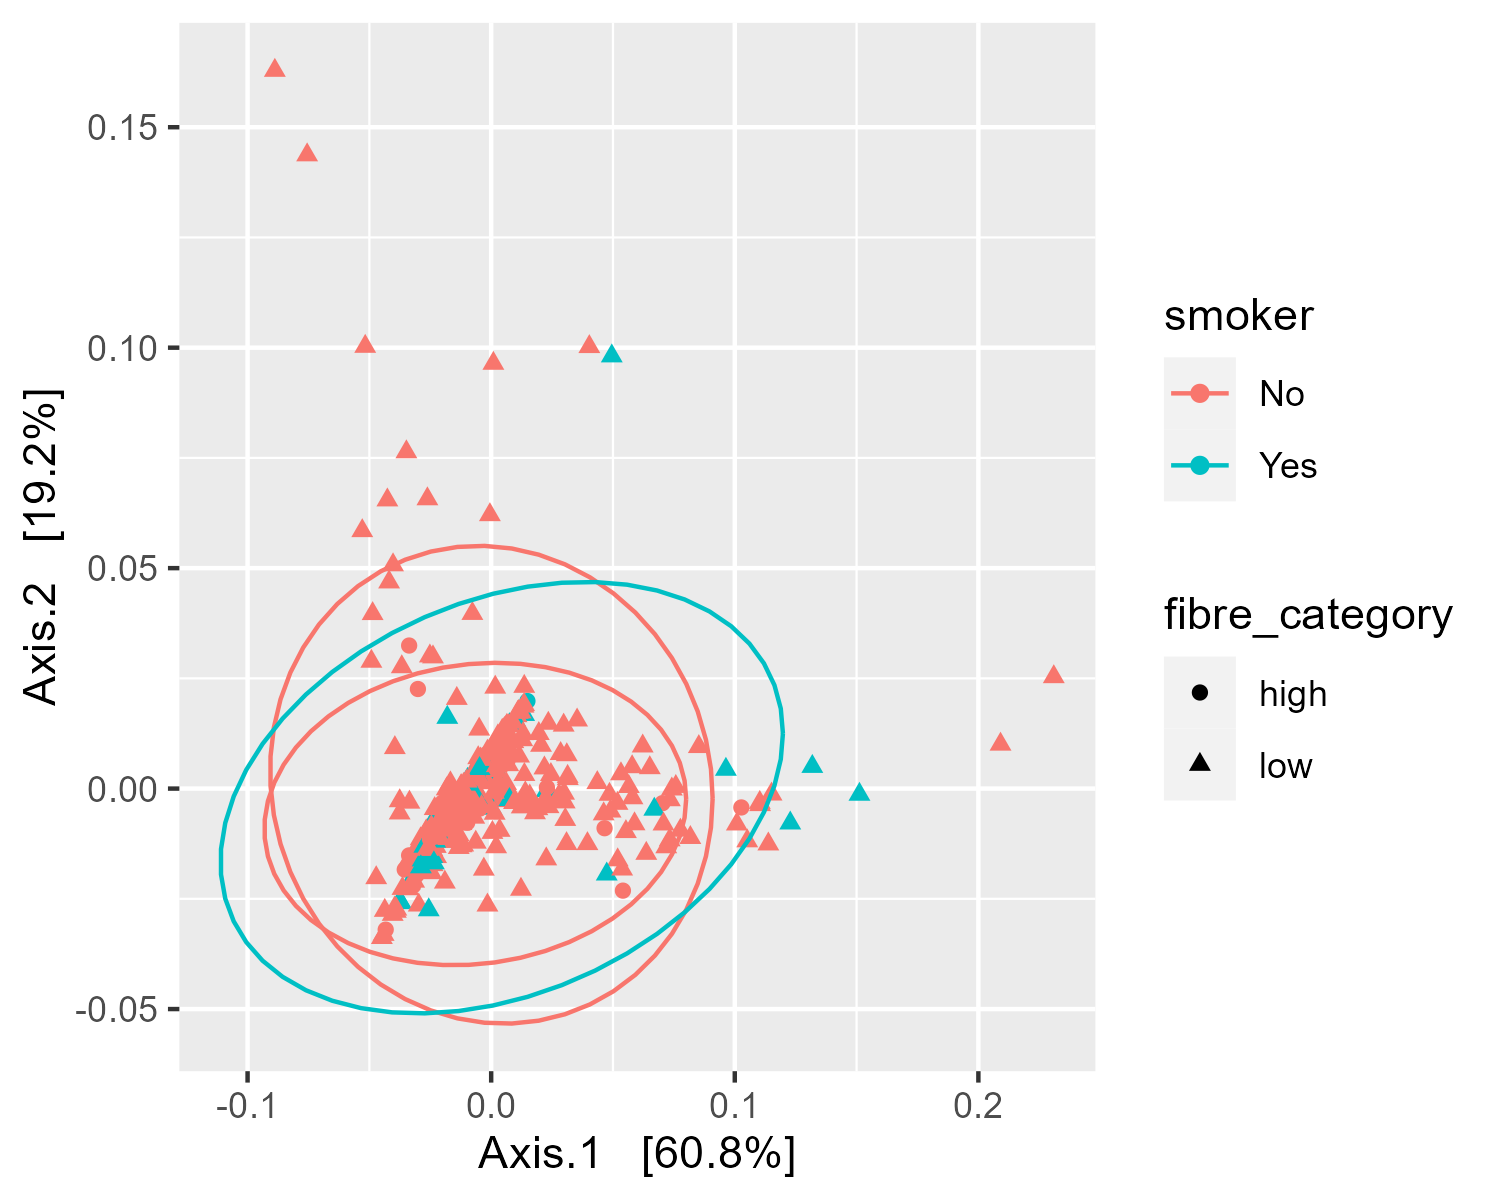 0.15
0.10
0.05
0.00
-0.05
-0.1
0.0
0.1
0.2
Axis.1 [60.8%]
Axis.2 [19.2%]
smoker
No
Yes
fibre_category
high
low